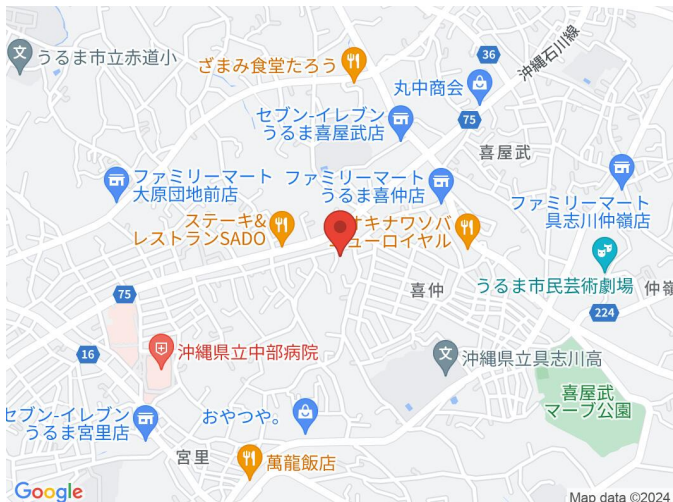 うるま市立赤道小
ざまみ食堂たろう
36
沖縄石川線
丸中商会
セブン-イレブン
うるま喜屋武店
75
喜屋武
ファミリーマート
大原団地前店
ファミリーマート
うるま喜仲店
ファミリーマート
具志川仲嶺店
ステーキ&
レストランSADO
オキナワソバ
ニューロイヤル
うるま市民芸術劇場
仲嶺
喜仲
75
224
16
沖縄県立中部病院
沖縄県立具志川高
喜屋武
マーブ公園
セブン-イレブン
うるま宮里店
おやつや。
宮里
萬龍飯店
Google
Map data ©2024